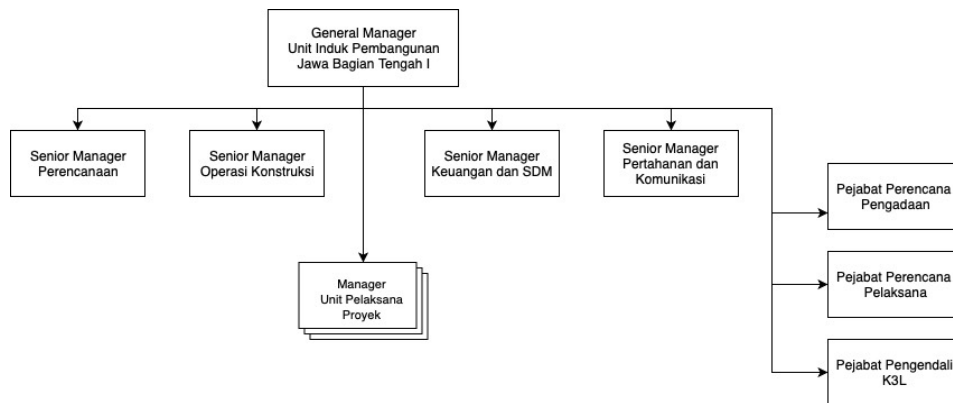 General Manager
Unit Induk Pembangunan
Jawa Bagian Tengah I
Senior Manager
Perencanaan
Senior Manager
Operasi Konstruksi
Senior Manager
Keuangan dan SDM
Senior Manager
Pertahanan dan
Komunikasi
Pejabat Perencana
Pengadaan
Manager
Unit Pelaksana
Proyek
Pejabat Perencana
Pelaksana
Pejabat Pengendali
K3L